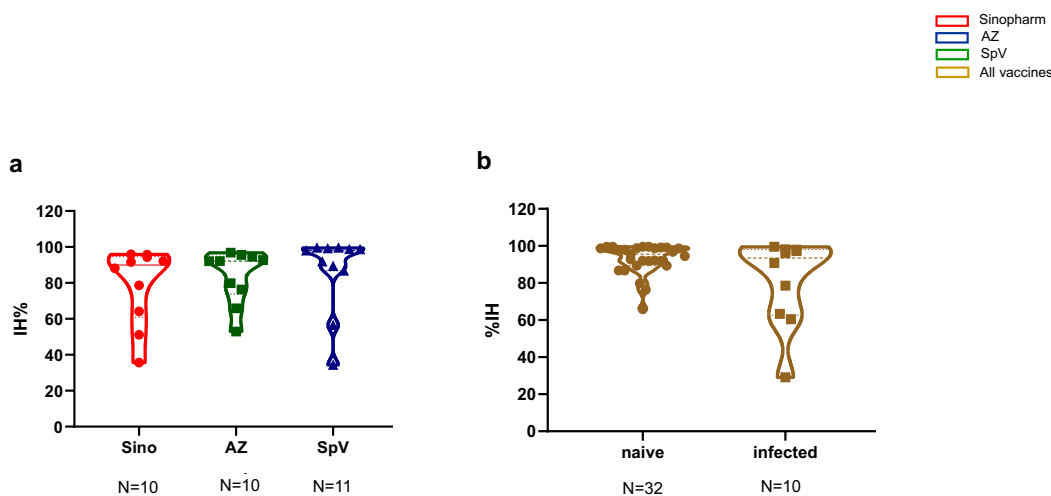 Sinopharm
AZ
SpV
All vaccines
a
b
IH%
120
100
80
60
40
20
0
Sino AZ SpV
N=10 N=10 N=11
%IH
120
100
80
60
40
20
0
naive infected
N=32 N=10